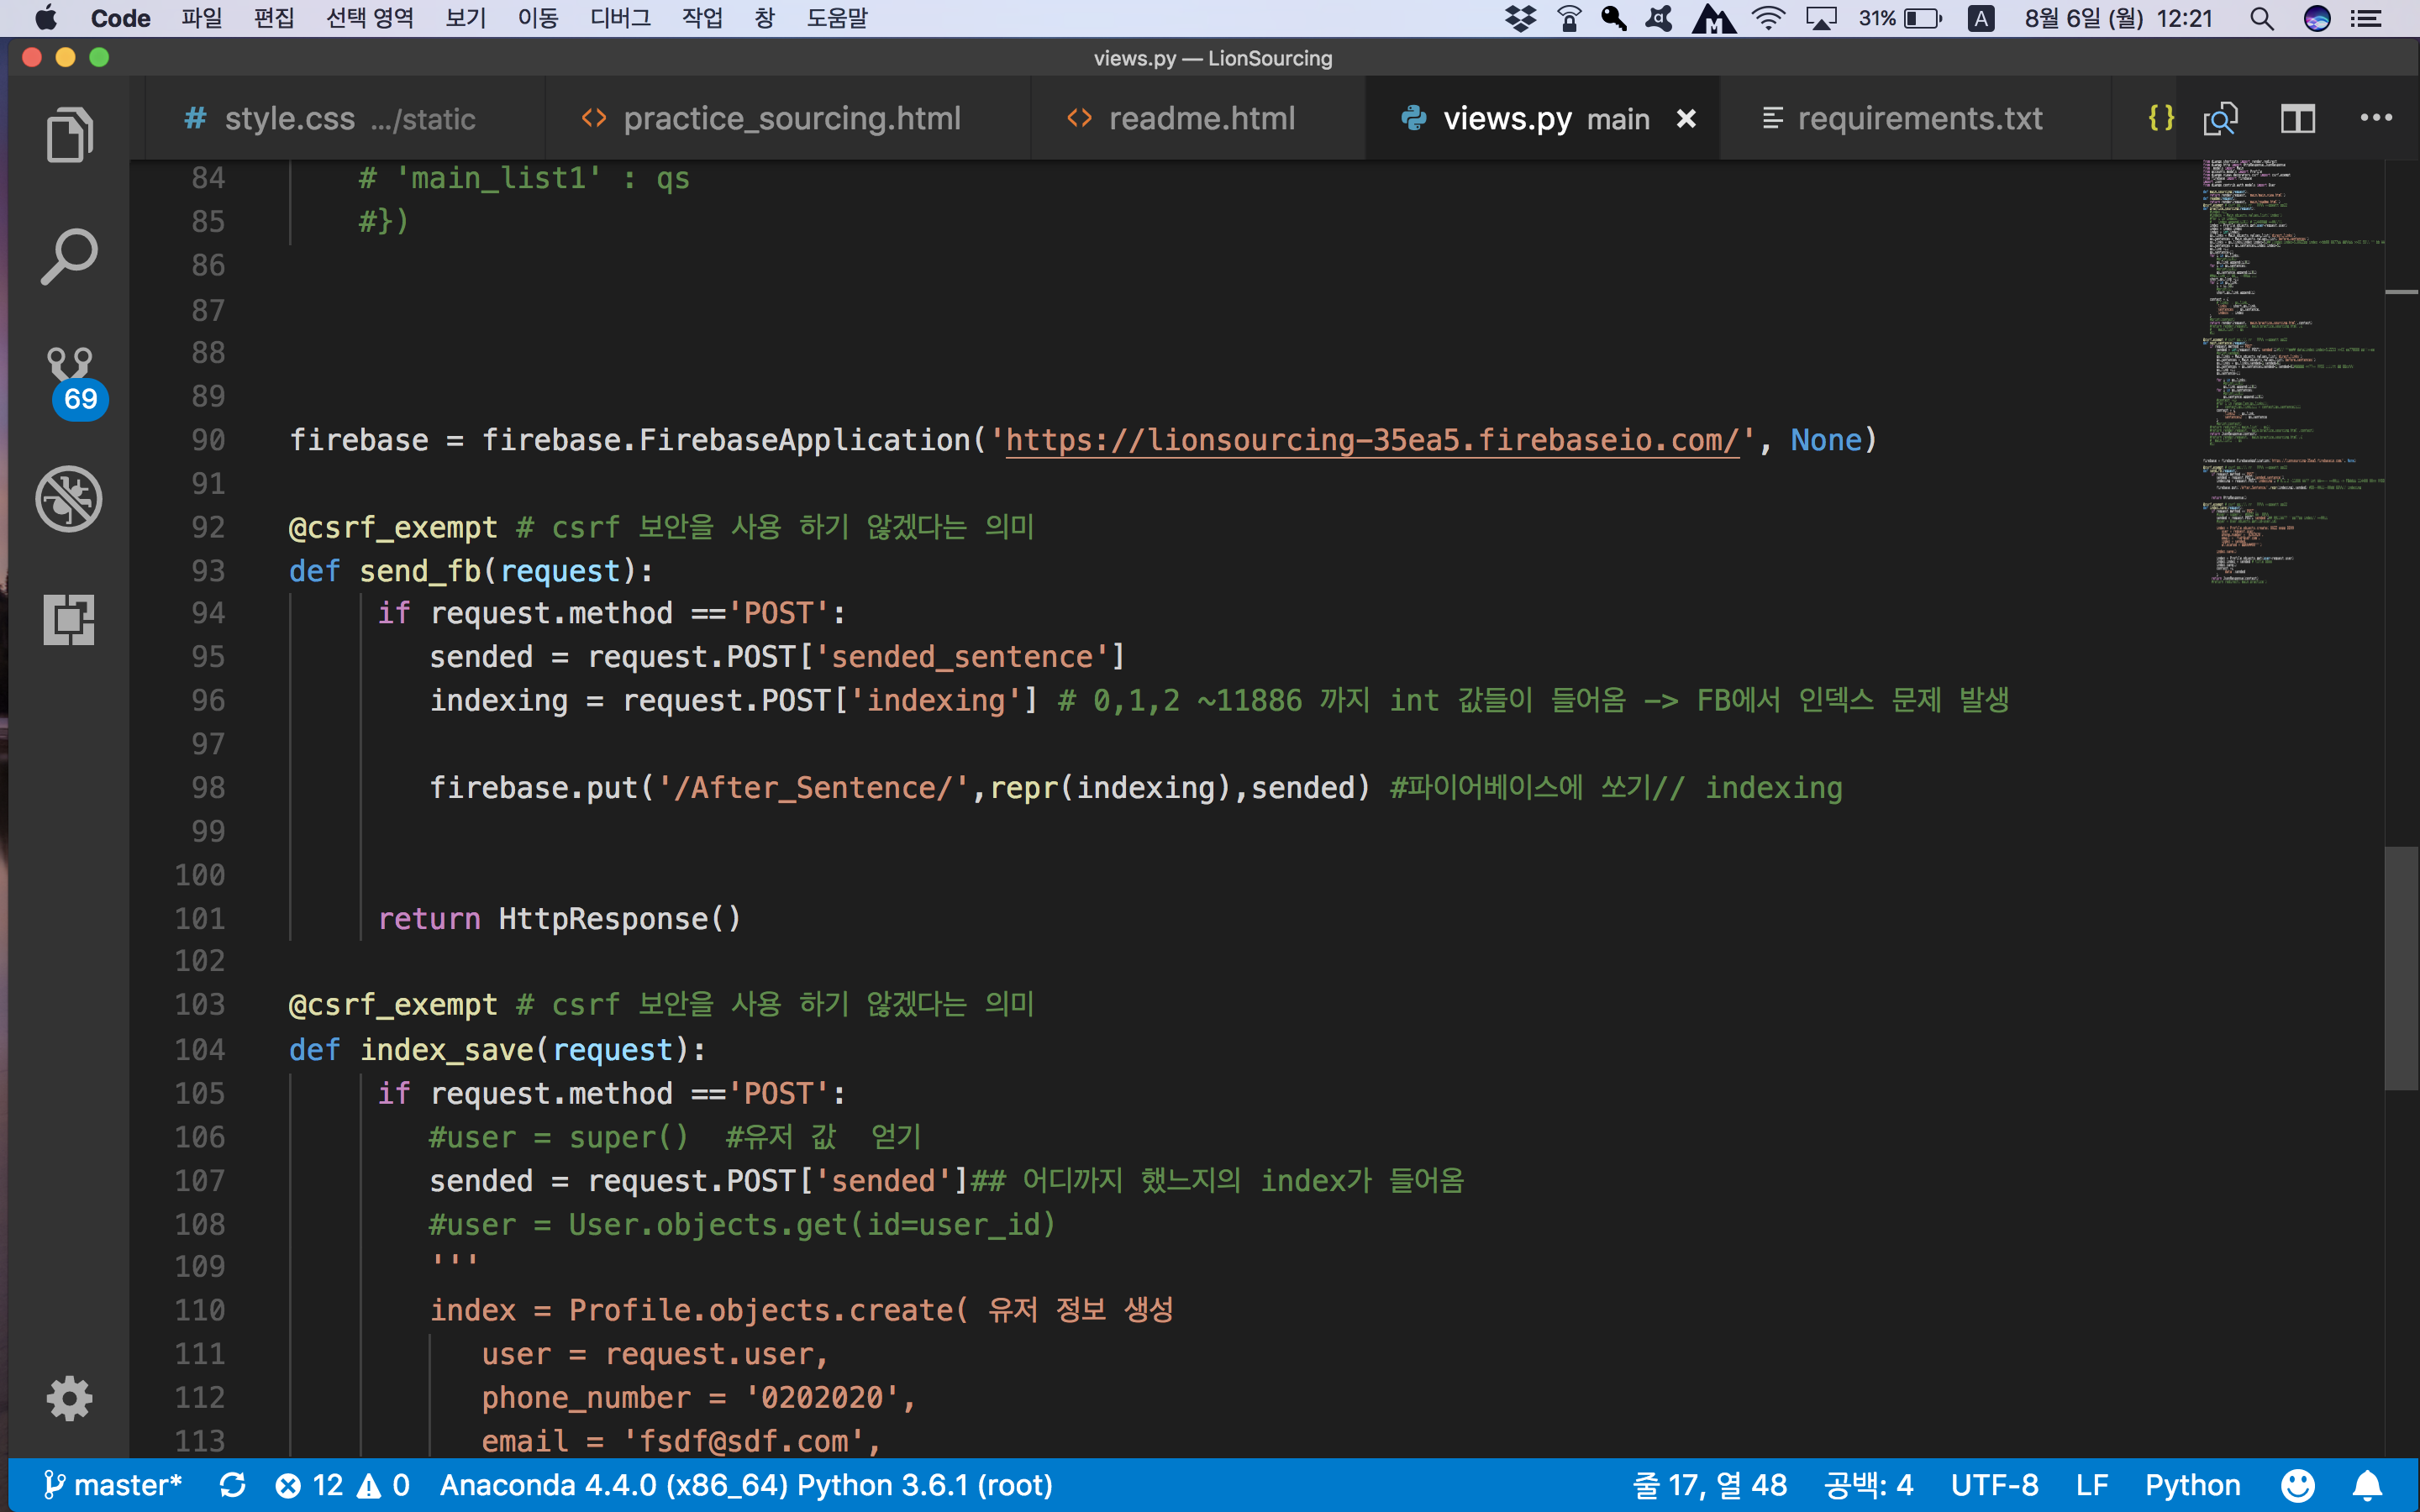 Code 파일 편집 선택 영역 보기 이동 디버그 작업 창 도움말 31% A 8월 6일 (월) 12:21
views.py — LionSourcing
# style.css .../static <> practice_sourcing.html <> readme.html views.py main × requirements.txt {} •••
84 # 'main_list1' : qs
85 #})
86
87
88
89
90 firebase = firebase.FirebaseApplication('https://lionsourcing-35ea5.firebaseio.com/', None)
91
92 @csrf_exempt # csrf 보안을 사용 하기 않겠다는 의미
93 def send_fb(request):
94 if request.method =='POST':
95 sended = request.POST['sended_sentence']
96 indexing = request.POST['indexing'] # 0,1,2 ~11886 까지 int 값들이 들어옴 -> FB에서 인덱스 문제 발생
97
98 firebase.put('/After_Sentence/',repr(indexing),sended) #파이어베이스에 쏘기// indexing
99
100
101 return HttpResponse()
102
103 @csrf_exempt # csrf 보안을 사용 하기 않겠다는 의미
104 def index_save(request):
105 if request.method =='POST':
106 #user = super() #유저 값 얻기
107 sended = request.POST['sended']## 어디까지 했느지의 index가 들어옴
108 #user = User.objects.get(id=user_id)
109 '''
110 index = Profile.objects.create( 유저 정보 생성
111 user = request.user,
112 phone_number = '0202020',
113 email = 'fsdf@sdf.com',
69
master* 12 0 Anaconda 4.4.0 (x86_64) Python 3.6.1 (root) 줄 17, 열 48 공백: 4 UTF-8 LF Python